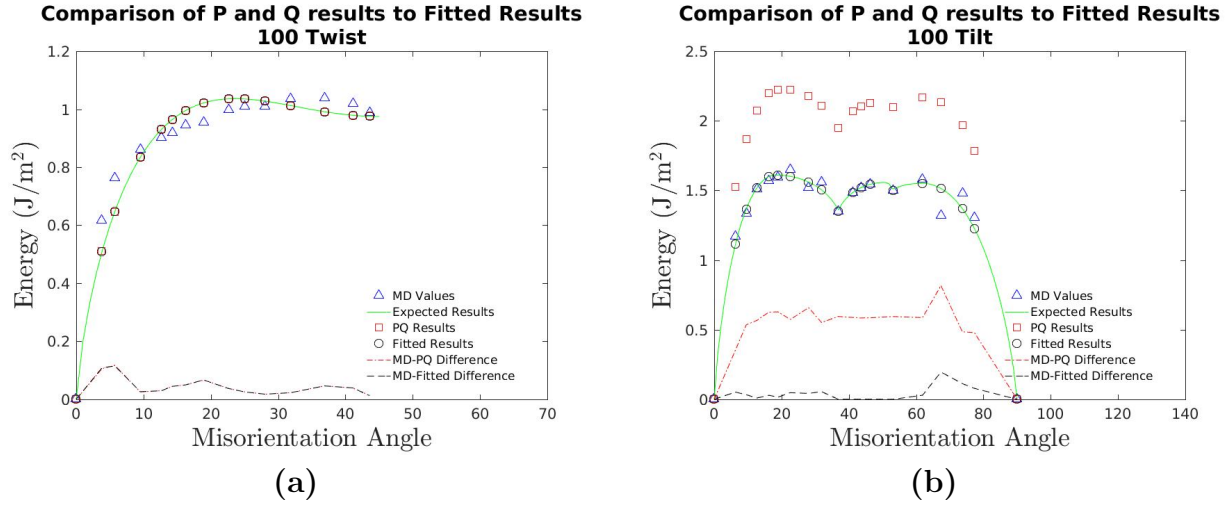 Comparison of P and Q results to Fitted Results
100 Twist
1.2
1
0.8
0.6
0.4
0.2
0
Energy (J/m²)
MD Values
Expected Results
PQ Results
Fitted Results
MD-PQ Difference
MD-Fitted Difference
0 10 20 30 40 50 60 70
Misorientation Angle
(a)
Comparison of P and Q results to Fitted Results
100 Tilt
2.5
2
1.5
1
0.5
0
Energy (J/m²)
MD Values
Expected Results
PQ Results
Fitted Results
MD-PQ Difference
MD-Fitted Difference
0 20 40 60 80 100 120 140
Misorientation Angle
(b)